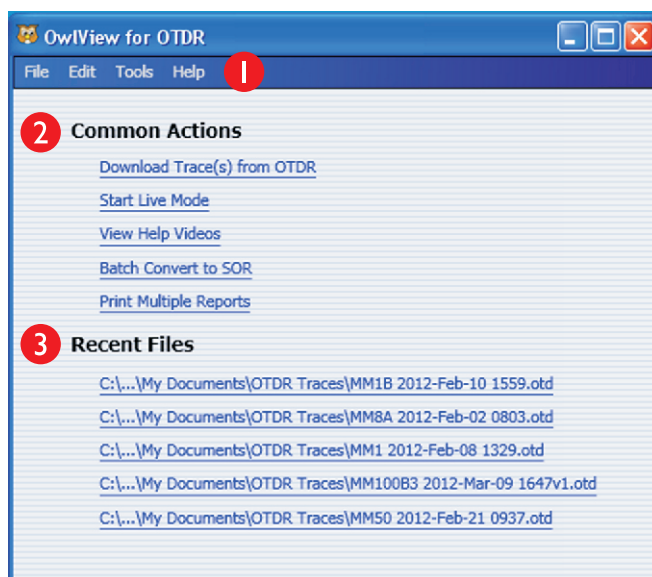 OwlView for OTDR
File Edit Tools Help 1
2 Common Actions
Download Trace(s) from OTDR
Start Live Mode
View Help Videos
Batch Convert to SOR
Print Multiple Reports
3 Recent Files
C:\...\My Documents\OTDR Traces\MM1B 2012-Feb-10 1559.otd
C:\...\My Documents\OTDR Traces\MM8A 2012-Feb-02 0803.otd
C:\...\My Documents\OTDR Traces\MM1 2012-Feb-08 1329.otd
C:\...\My Documents\OTDR Traces\MM100B3 2012-Mar-09 1647v1.otd
C:\...\My Documents\OTDR Traces\MM50 2012-Feb-21 0937.otd